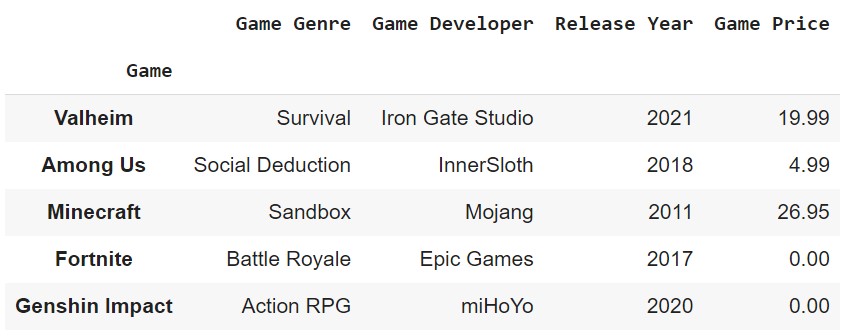 Game Genre Game Developer Release Year Game Price
Game
Valheim Survival Iron Gate Studio 2021 19.99
Among Us Social Deduction InnerSloth 2018 4.99
Minecraft Sandbox Mojang 2011 26.95
Fortnite Battle Royale Epic Games 2017 0.00
Genshin Impact Action RPG miHoYo 2020 0.00